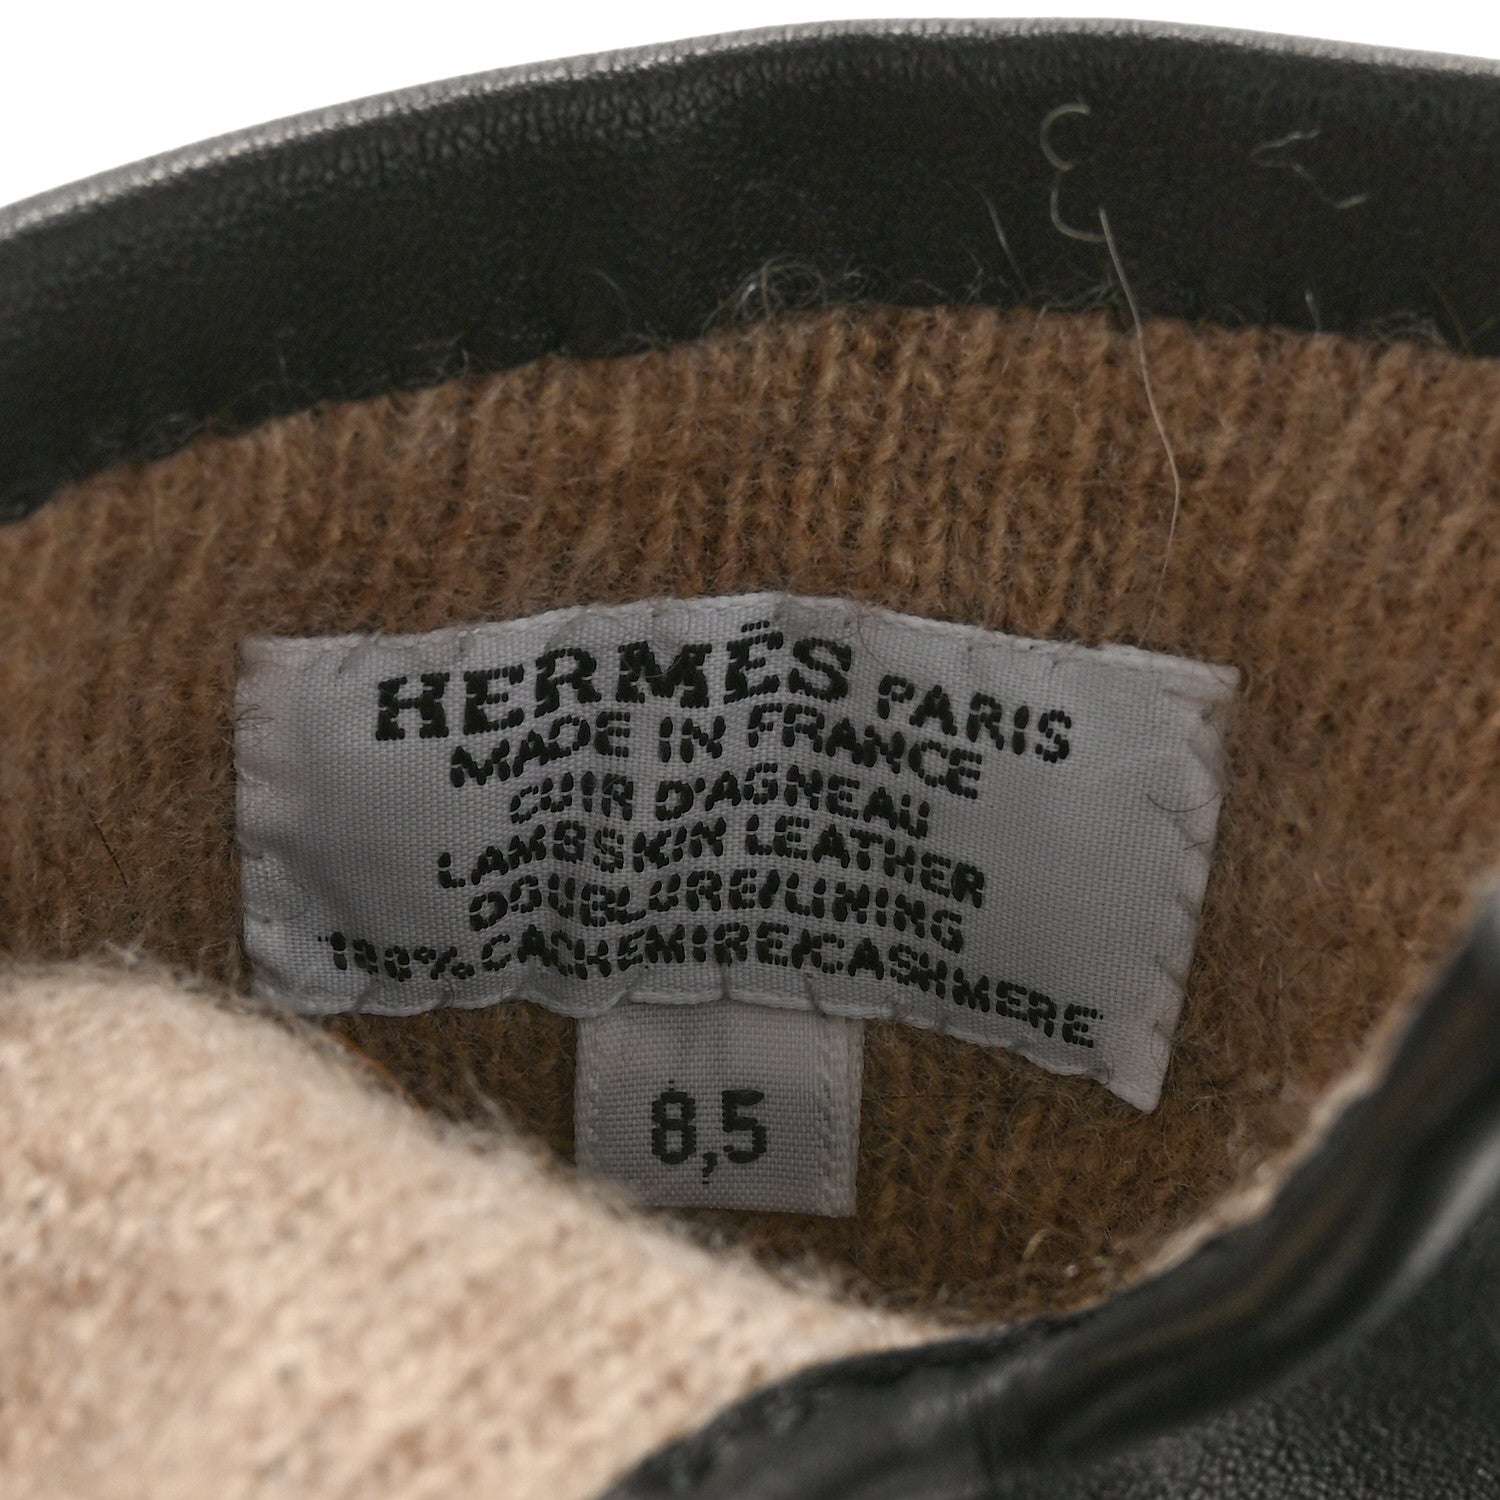 HERMÈS PARIS
MADE IN FRANCE
CUIR D'AGNEAU
LAMBSKIN LEATHER
DOUBLURE/LINING
100% CACHEMIRE/CASHMERE
8,5